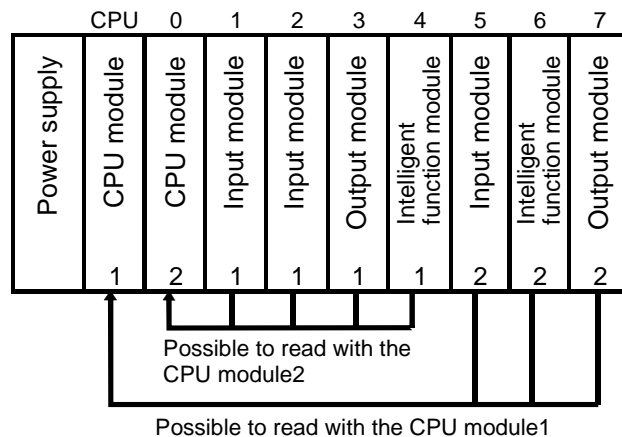 CPU 0 1 2 3 4 5 6 7
Power supply
CPU module
CPU module
Input module
Input module
Output module
Intelligent
function module
Input module
Intelligent
function module
Output module
1 2 1 1 1 1 2 2 2
Possible to read with the
CPU module2
Possible to read with the CPU module1